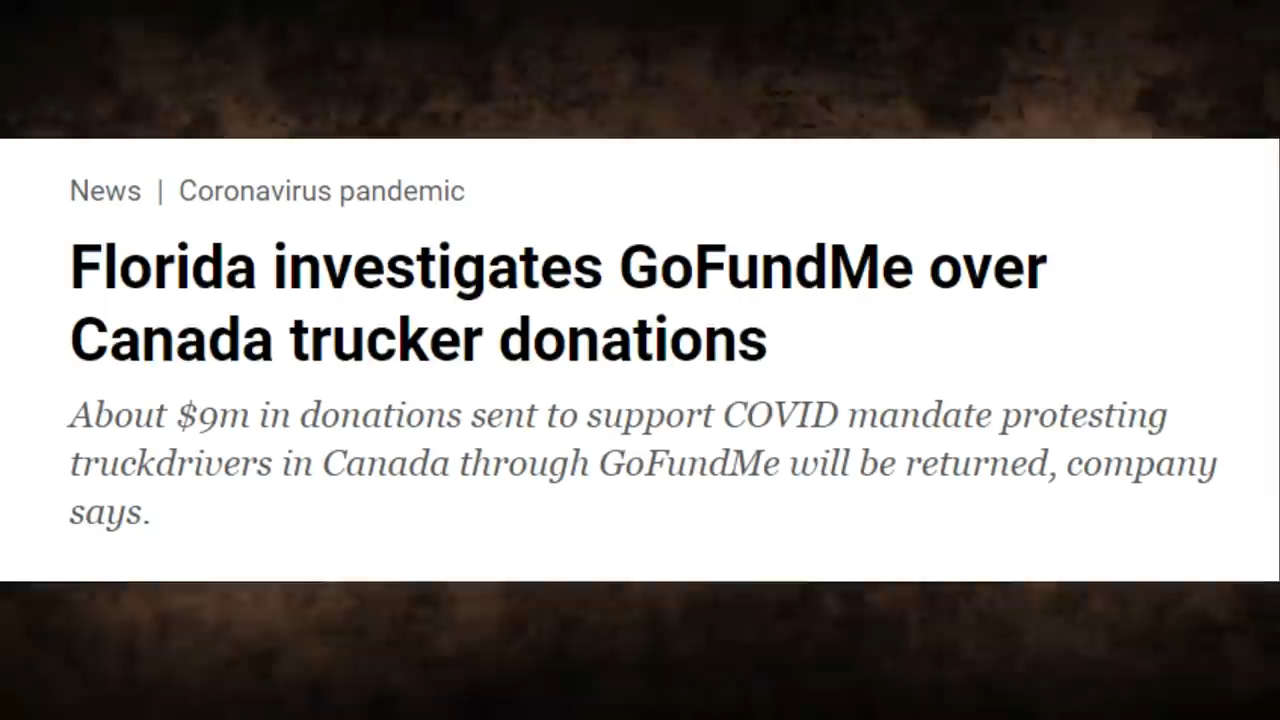 News | Coronavirus pandemic
Florida investigates GoFundMe over
Canada trucker donations
About $9m in donations sent to support COVID mandate protesting
truckdrivers in Canada through GoFundMe will be returned, company
says.